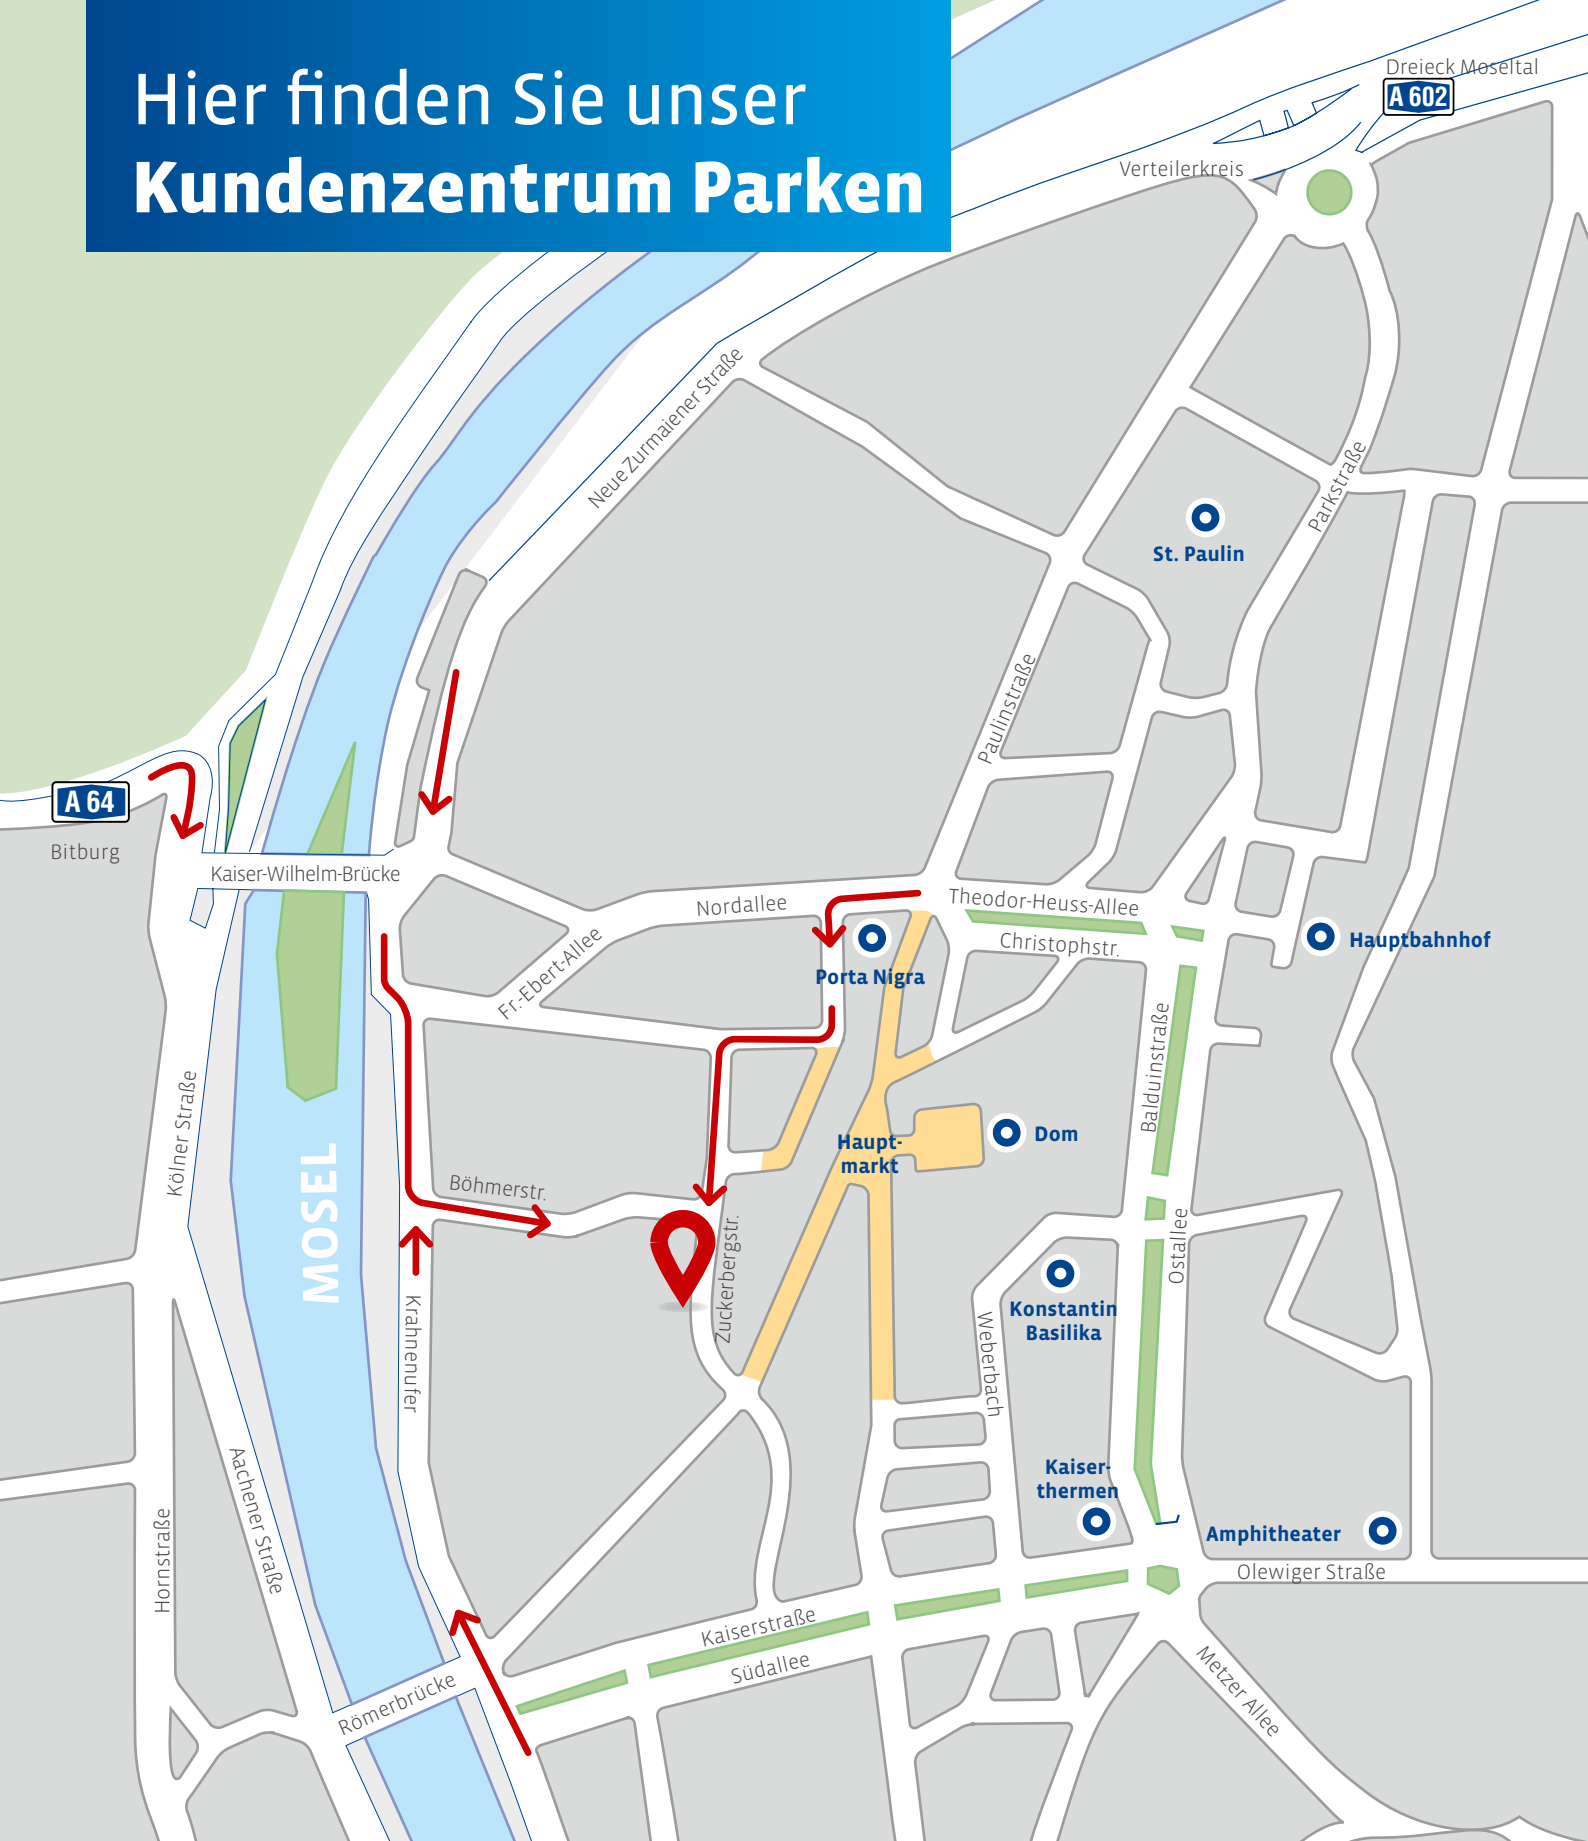 Hier finden Sie unser
Kundenzentrum Parken
Dreieck Moseltal
A 602
Verteilerkreis
Neue Zurmaiener Straße
Parkstraße
St. Paulin
Paulinstraße
A 64
Bitburg
Kaiser-Wilhelm-Brücke
Nordallee
Theodor-Heuss-Allee
Christophstr.
Hauptbahnhof
Fr.-Ebert-Allee
Porta Nigra
Balduinstraße
Kölner Straße
MOSEL
Böhmerstr.
Haupt-
markt
Dom
Zuckerbergstr.
Ostallee
Krahnenufer
Weberbach
Konstantin
Basilika
Aachener Straße
Hornstraße
Kaiser-
thermen
Amphitheater
Olewiger Straße
Kaiserstraße
Südallee
Römerbrücke
Metzer Allee